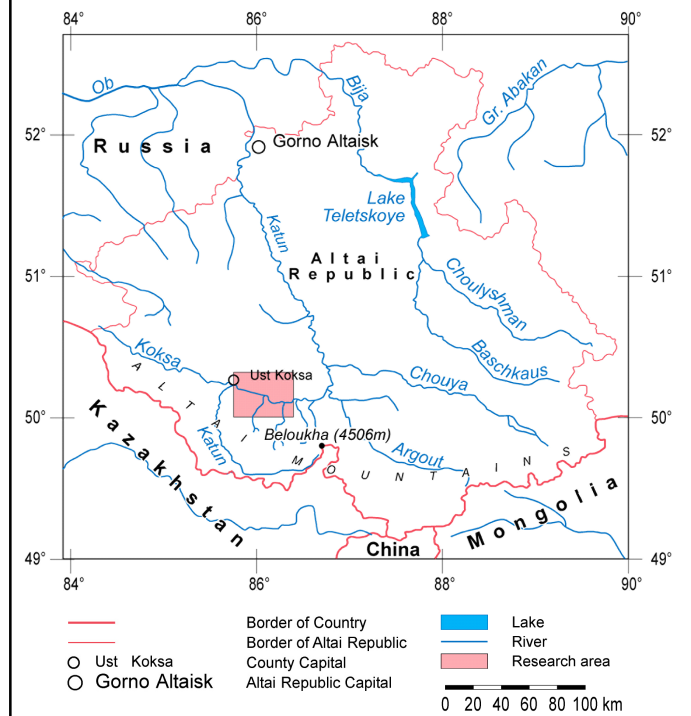 84° 86° 88° 90°
Ob
Bija
Gr. Abakan
52° 52°
Russia
Gorno Altaisk
Lake
Teletskoye
Katun
Altai
Republic
51° 51°
Choulyshman
Koksa
Baschkaus
Ust Koksa
Chouya
ALTAI MOUNTAINS
50° 50°
Kazakhstan
Katun
Beloukha (4506m)
Argout
Mongolia
China
49° 49°
84° 86° 88° 90°
Border of Country
Border of Altai Republic
Ust Koksa County Capital
Gorno Altaisk Altai Republic Capital
Lake
River
Research area
0 20 40 60 80 100 km